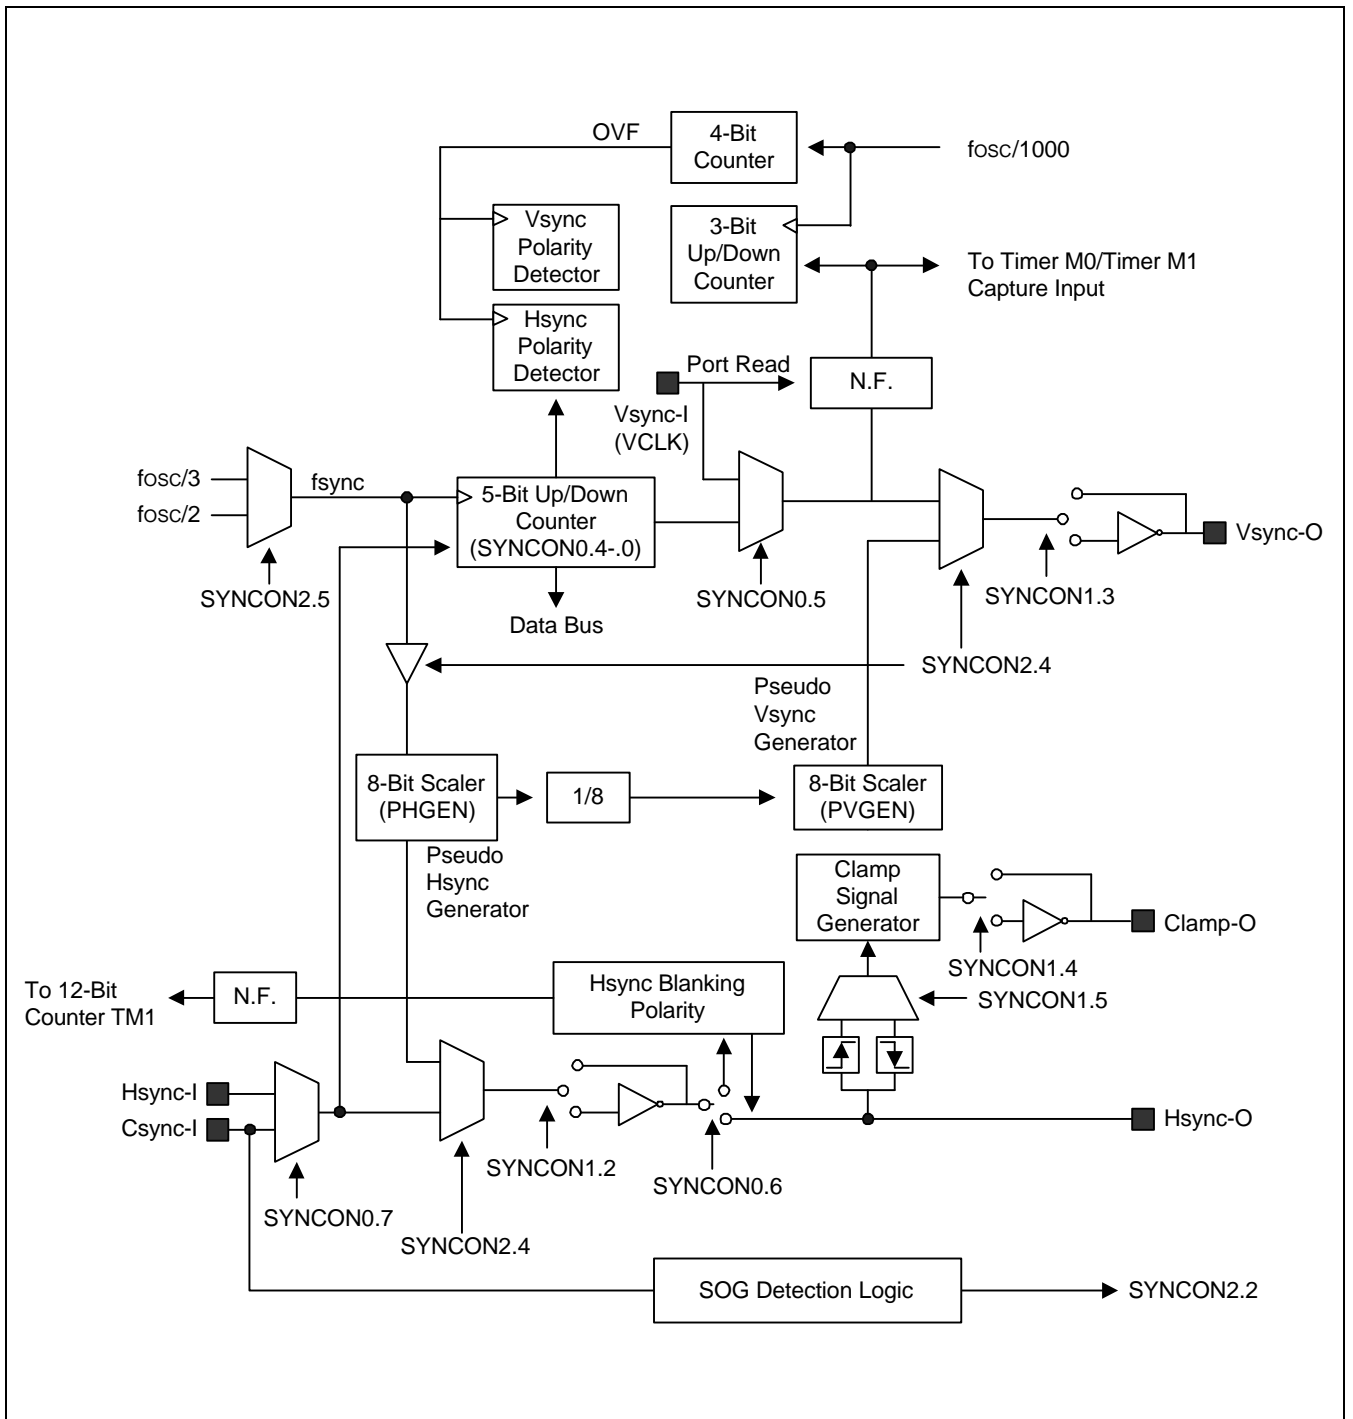 OVF
4-Bit
Counter
fosc/1000
Vsync
Polarity
Detector
3-Bit
Up/Down
Counter
To Timer M0/Timer M1
Capture Input
Hsync
Polarity
Detector
Port Read
N.F.
Vsync-I
(VCLK)
fosc/3
fosc/2
fsync
5-Bit Up/Down
Counter
(SYNCON0.4-.0)
Vsync-O
SYNCON2.5
SYNCON0.5
SYNCON1.3
Data Bus
SYNCON2.4
Pseudo
Vsync
Generator
8-Bit Scaler
(PHGEN)
1/8
8-Bit Scaler
(PVGEN)
Pseudo
Hsync
Generator
Clamp
Signal
Generator
Clamp-O
SYNCON1.4
To 12-Bit
Counter TM1
N.F.
Hsync Blanking
Polarity
SYNCON1.5
Hsync-I
Csync-I
Hsync-O
SYNCON1.2
SYNCON0.6
SYNCON0.7
SYNCON2.4
SOG Detection Logic
SYNCON2.2